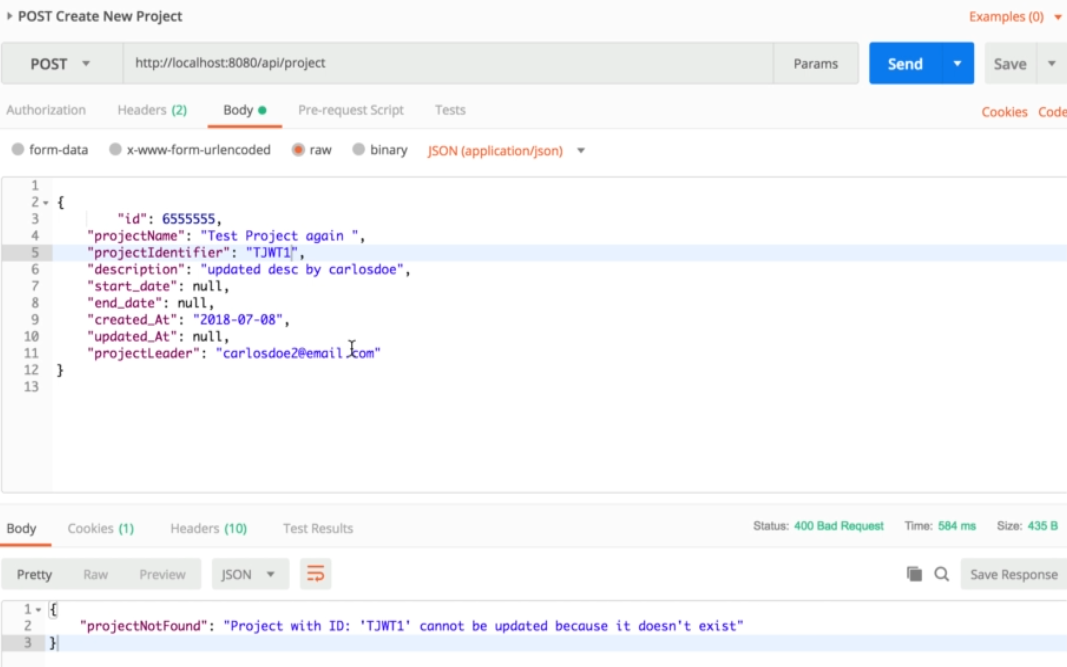 POST Create New Project
Examples (0)
POST http://localhost:8080/api/project Params Send Save
Authorization Headers (2) Body Pre-request Script Tests Cookies Code
form-data x-www-form-urlencoded raw binary JSON (application/json)
1
2 {
3 "id": 6555555,
4 "projectName": "Test Project again ",
5 "projectIdentifier": "TJWT1",
6 "description": "updated desc by carlosdoe",
7 "start_date": null,
8 "end_date": null,
9 "created_At": "2018-07-08",
10 "updated_At": null,
11 "projectLeader": "carlosdoe2@email.com"
12 }
13
Body Cookies (1) Headers (10) Test Results Status: 400 Bad Request Time: 584 ms Size: 435 B
Pretty Raw Preview JSON Save Response
1 {
2 "projectNotFound": "Project with ID: 'TJWT1' cannot be updated because it doesn't exist"
3 }